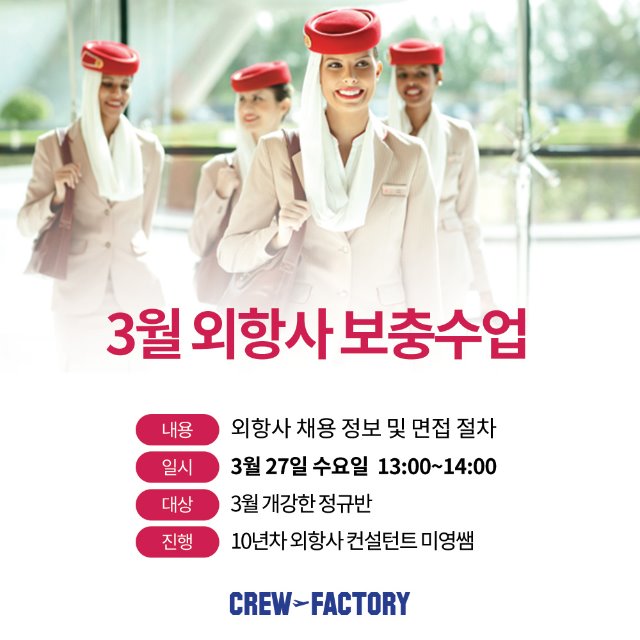 3월 외항사 보충수업
내용 외항사 채용 정보 및 면접 절차
일시 3월 27일 수요일 13:00~14:00
대상 3월 개강한 정규반
진행 10년차 외항사 컨설턴트 미영쌤
CREW FACTORY